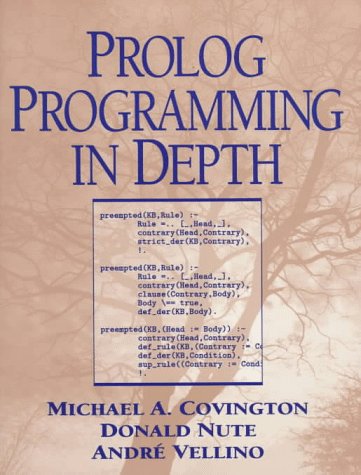 PROLOG
PROGRAMMING
IN DEPTH
preempted(KB,Rule) :-
Rule =.. [_,Head,_],
contrary(Head,Contrary),
strict_der(KB,Contrary),
!.
preempted(KB,Rule) :-
Rule =.. [_,Head,_],
contrary(Head,Contrary),
clause(Contrary,Body),
Body \== true,
def_der(KB,Body).
preempted(KB,(Head := Body)) :-
contrary(Head,Contrary),
def_rule(KB,(Contrary := Co
def_der(KB,Condition),
sup_rule((Contrary := Condi
!.
MICHAEL A. COVINGTON
DONALD NUTE
ANDRÉ VELLINO